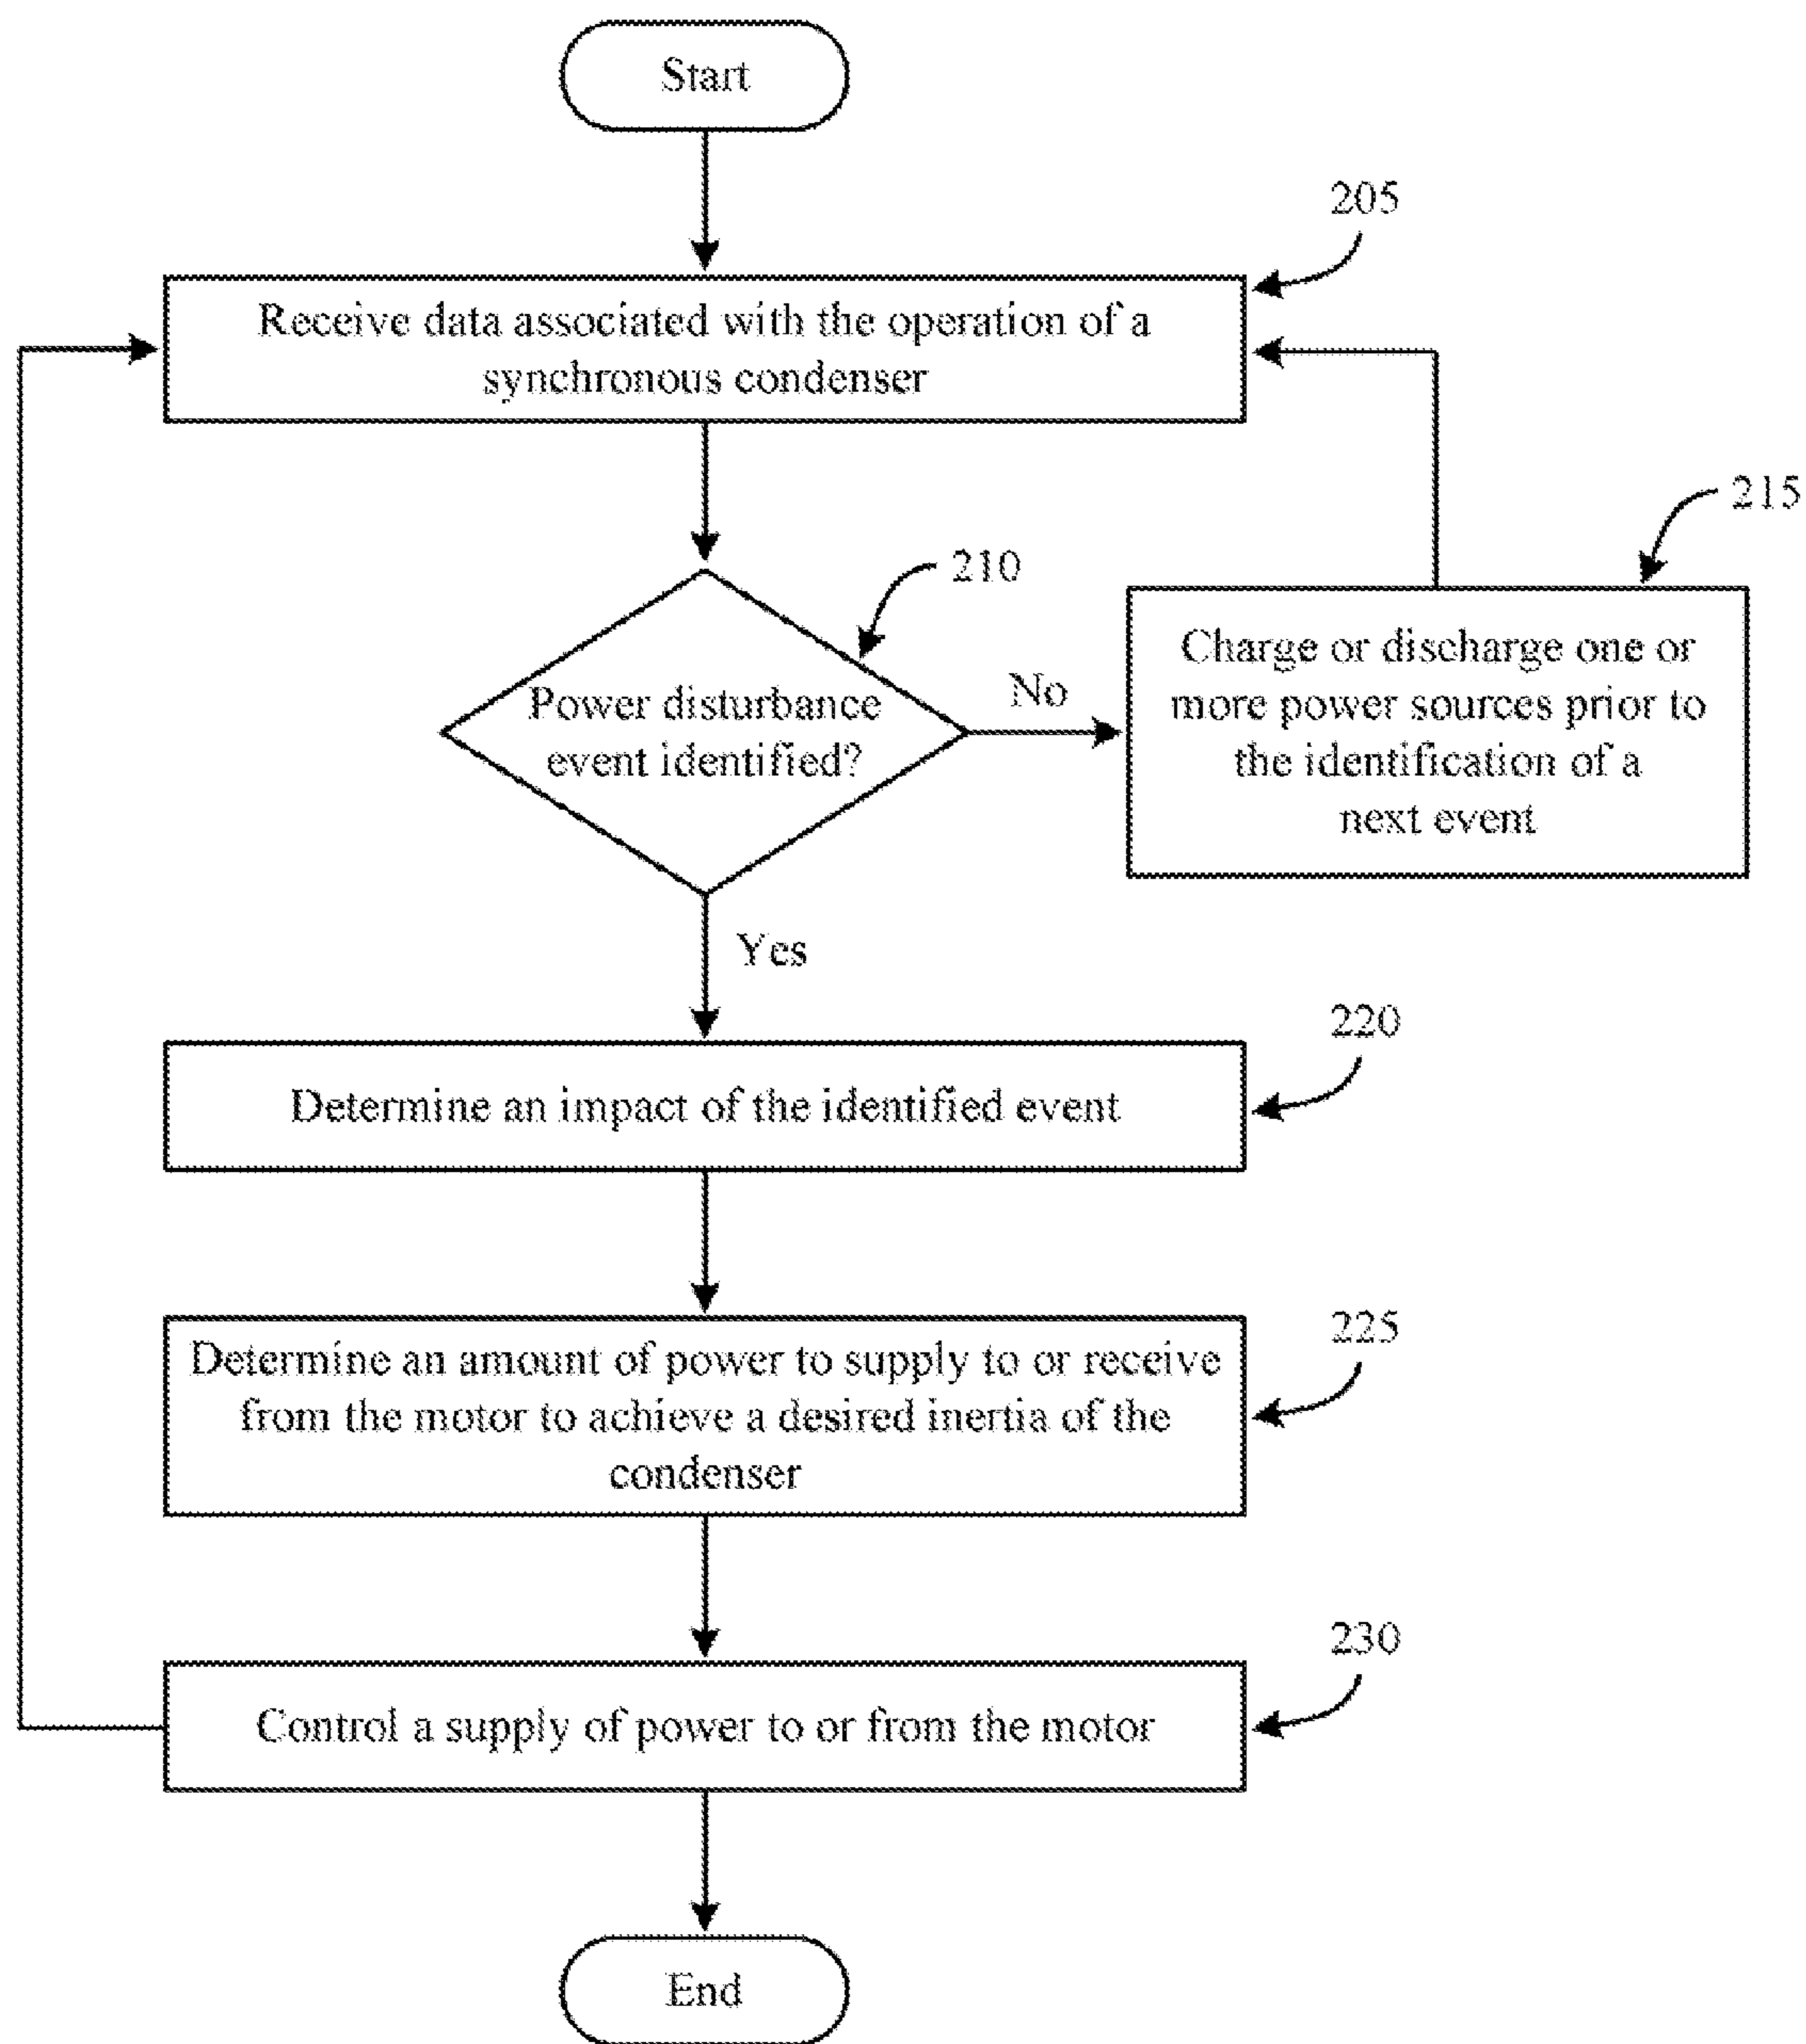 Start
205
Receive data associated with the operation of a
synchronous condenser
210
215
Power disturbance
event identified?
No
Charge or discharge one or
more power sources prior to
the identification of a
next event
Yes
220
Determine an impact of the identified event
225
Determine an amount of power to supply to or receive
from the motor to achieve a desired inertia of the
condenser
230
Control a supply of power to or from the motor
End